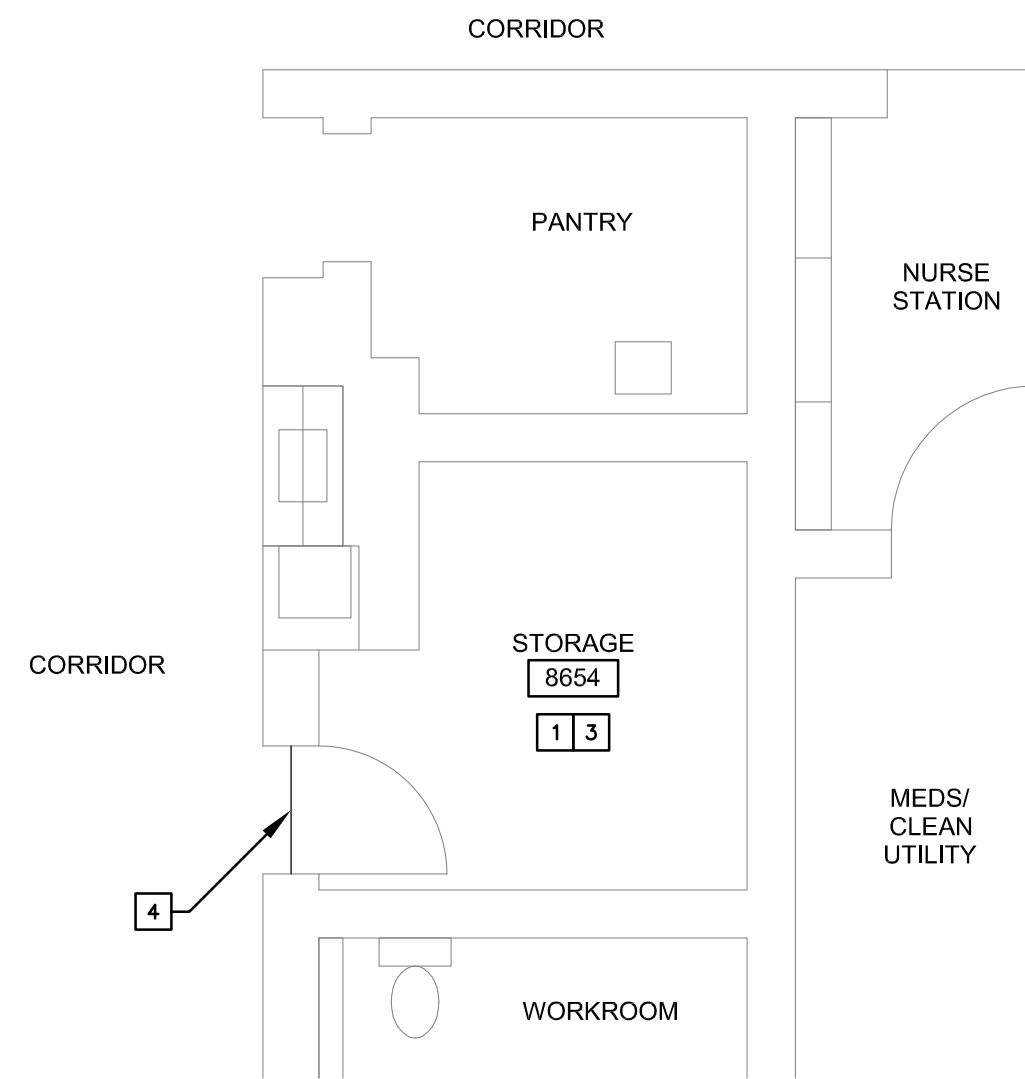 CORRIDOR
PANTRY
NURSE
STATION
STORAGE
8654
1 3
CORRIDOR
MEDS/
CLEAN
UTILITY
4
WORKROOM